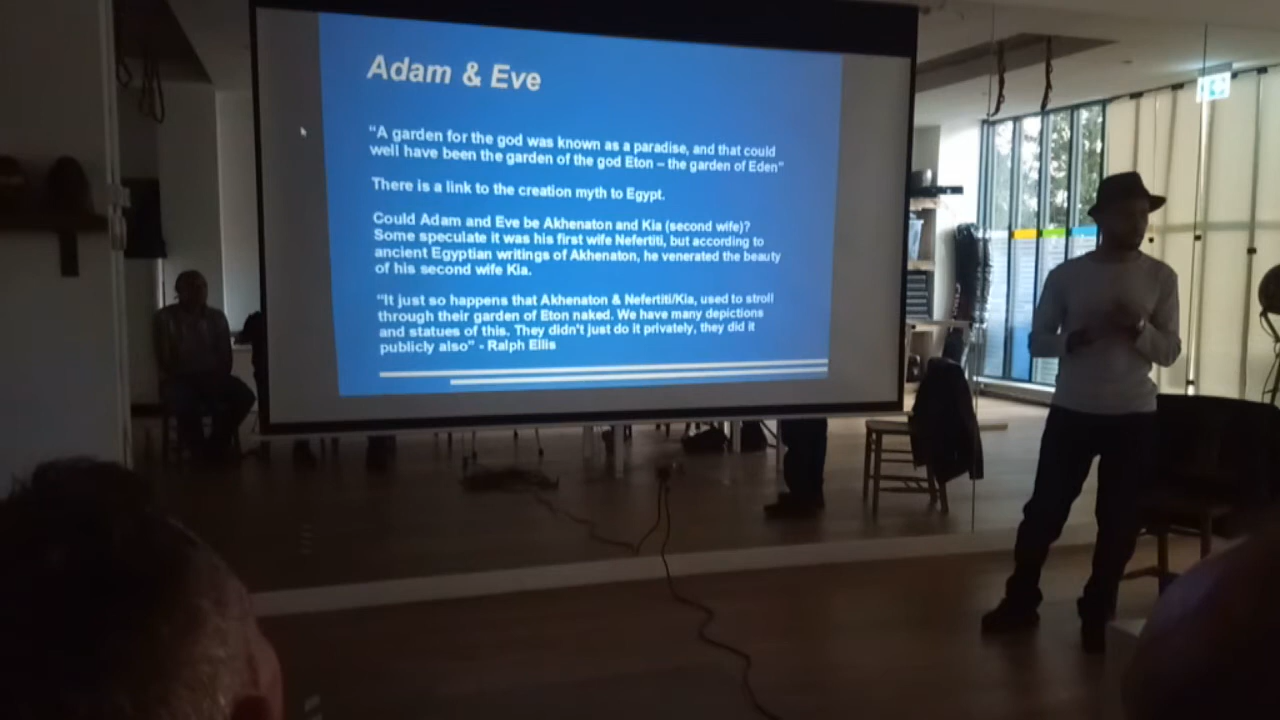 Adam & Eve
“A garden for the god was known as a paradise, and that could
well have been the garden of the god Eton – the garden of Eden”
There is a link to the creation myth to Egypt.
Could Adam and Eve be Akhenaton and Kia (second wife)?
Some speculate it was his first wife Nefertiti, but according to
ancient Egyptian writings of Akhenaton, he venerated the beauty
of his second wife Kia.
“It just so happens that Akhenaton & Nefertiti/Kia, used to stroll
through their garden of Eton naked. We have many depictions
and statues of this. They didn't just do it privately, they did it
publicly also” - Ralph Ellis